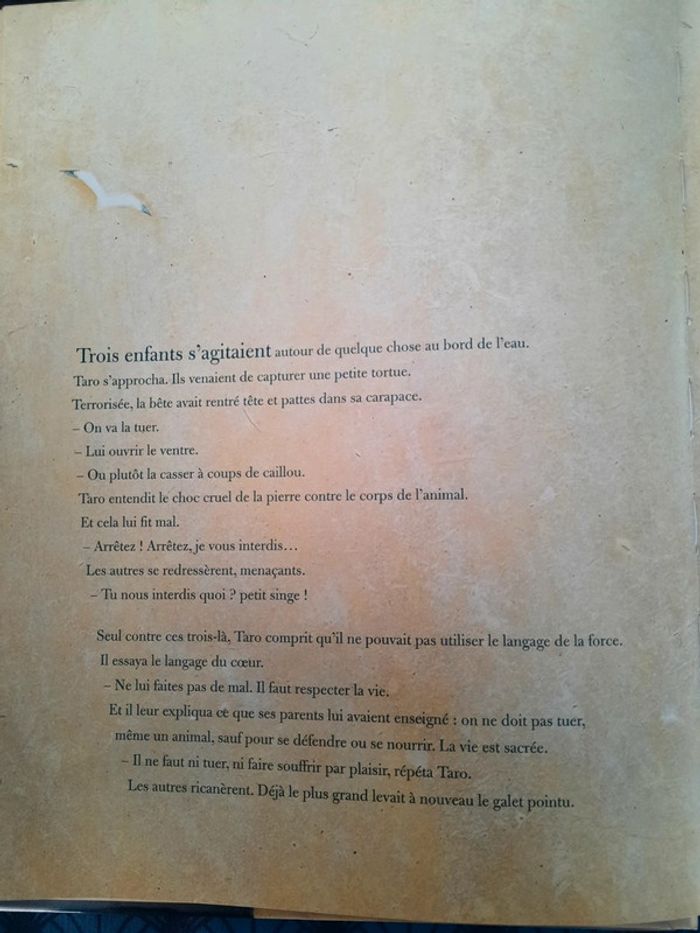 Trois enfants s'agitaient autour de quelque chose au bord de l'eau.
Taro s'approcha. Ils venaient de capturer une petite tortue.
Terrorisée, la bête avait rentré tête et pattes dans sa carapace.
– On va la tuer.
– Lui ouvrir le ventre.
– Ou plutôt la casser à coups de caillou.
Taro entendit le choc cruel de la pierre contre le corps de l'animal.
Et cela lui fit mal.
– Arrêtez ! Arrêtez, je vous interdis…
Les autres se redressèrent, menaçants.
– Tu nous interdis quoi ? petit singe !
Seul contre ces trois-là, Taro comprit qu'il ne pouvait pas utiliser le langage de la force.
Il essaya le langage du cœur.
– Ne lui faites pas de mal. Il faut respecter la vie.
Et il leur expliqua ce que ses parents lui avaient enseigné : on ne doit pas tuer,
même un animal, sauf pour se défendre ou se nourrir. La vie est sacrée.
– Il ne faut ni tuer, ni faire souffrir par plaisir, répéta Taro.
Les autres ricanèrent. Déjà le plus grand levait à nouveau le galet pointu.